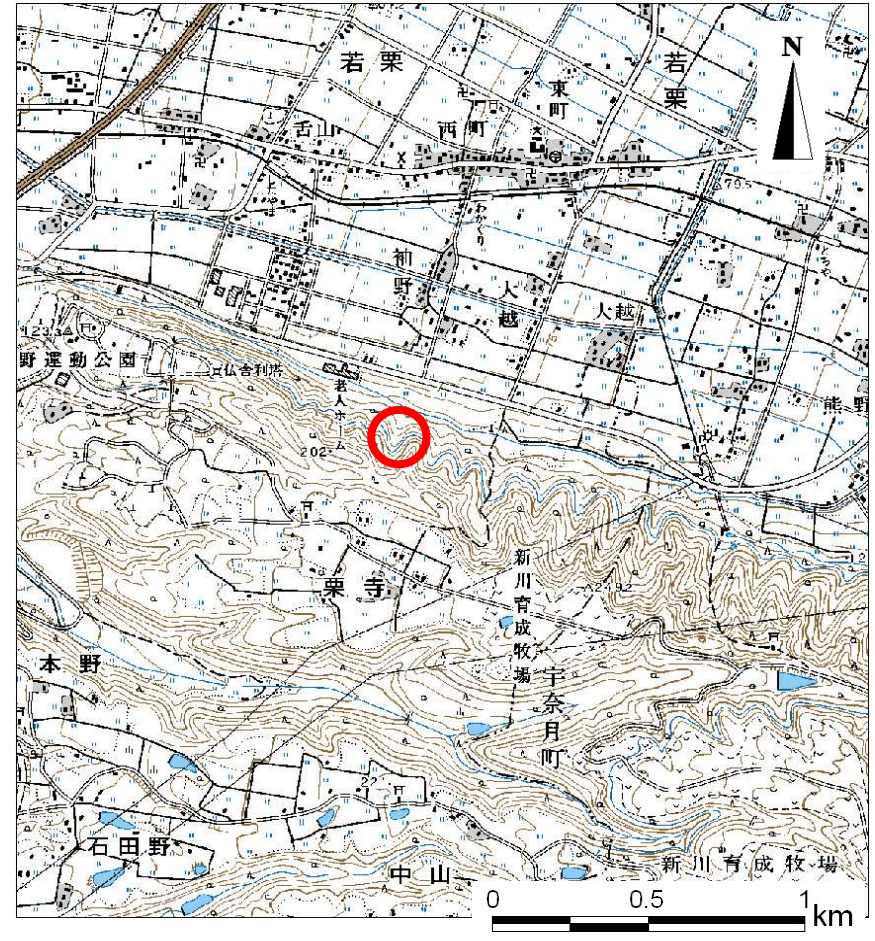 若栗
若栗
N
東町
舌山
西町
わかくり
袖野
大越
大越
79.5
野運動公園
仏舎利塔
老人ホーム
202
熊野
栗寺
新川育成牧場
本野
宇奈月町
石田野
中山
新川育成牧場
0 0.5 1 km